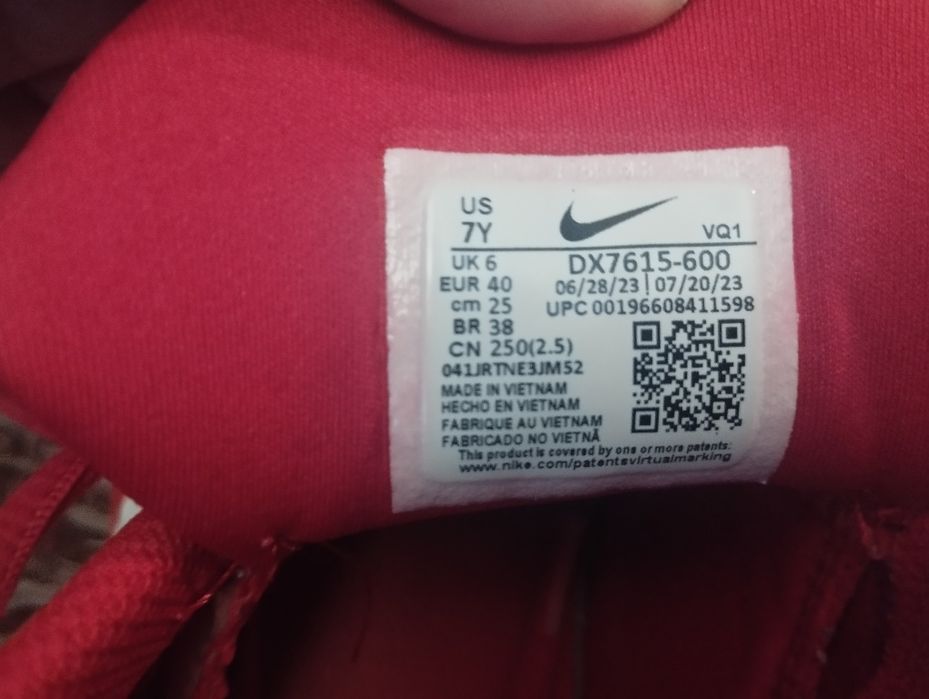 US
7Y
VQ1
UK 6
DX7615-600
EUR 40
06/28/23 | 07/20/23
cm 25
UPC 00196608411598
BR 38
CN 250(2.5)
041JRTNE3JM52
MADE IN VIETNAM
HECHO EN VIETNAM
FABRIQUE AU VIETNAM
FABRICADO NO VIETNÃ
This product is covered by one or more patents:
www.nike.com/patentsvirtualmarking